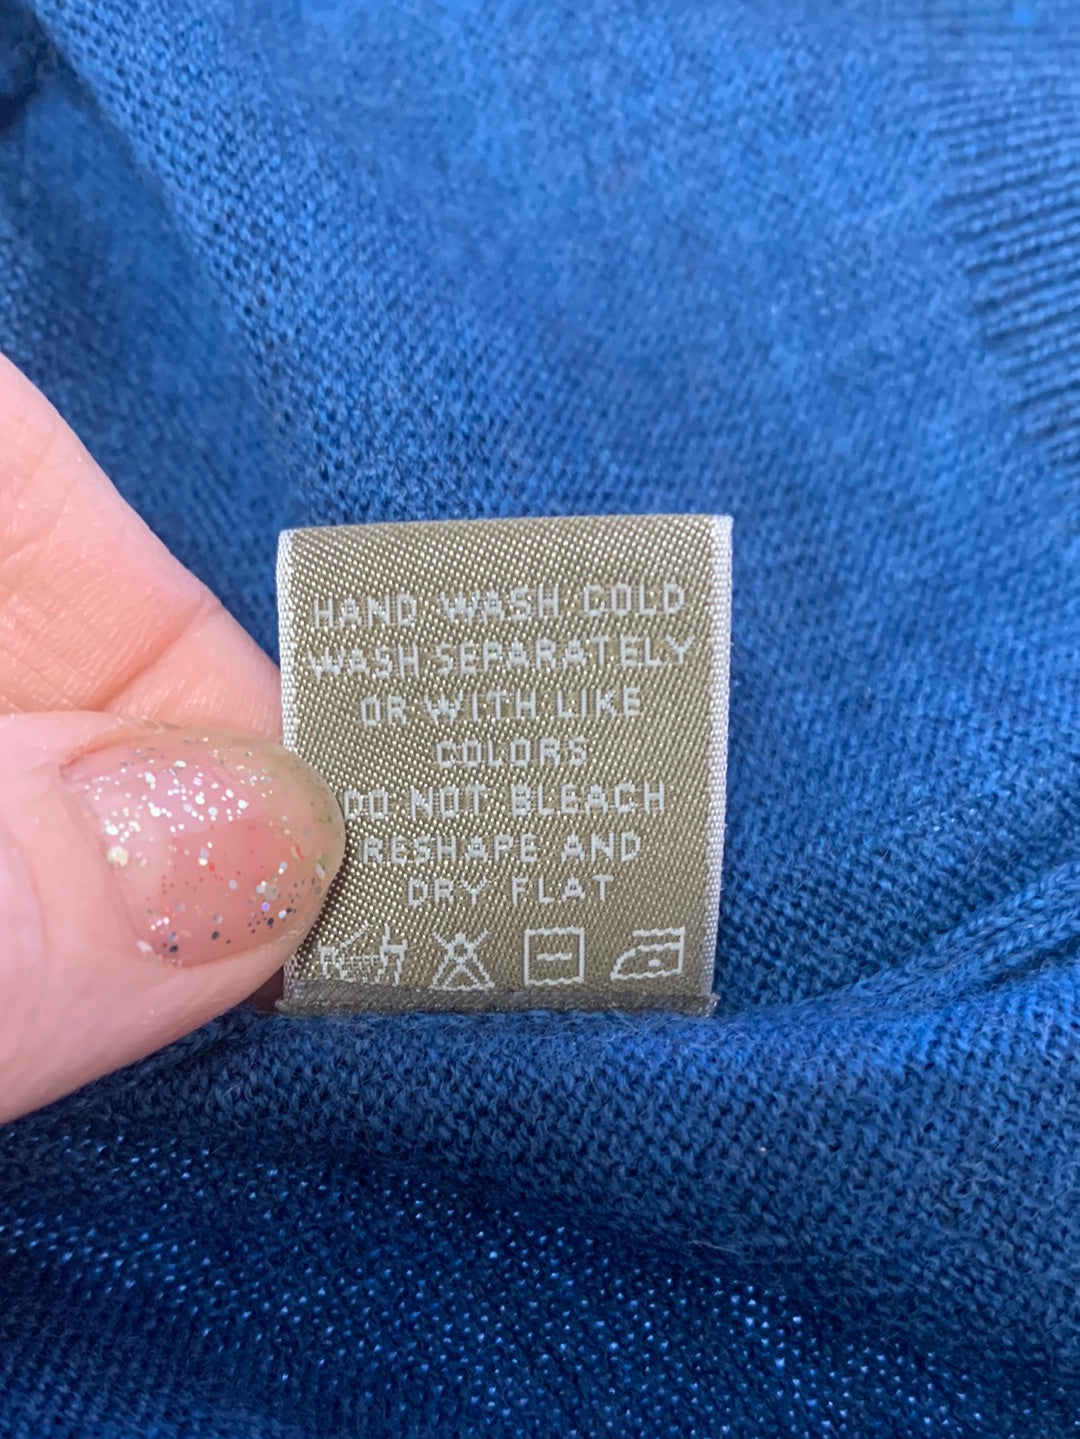 HAND WASH COLD
WASH SEPARATELY
OR WITH LIKE
COLORS
DO NOT BLEACH
RESHAPE AND
DRY FLAT